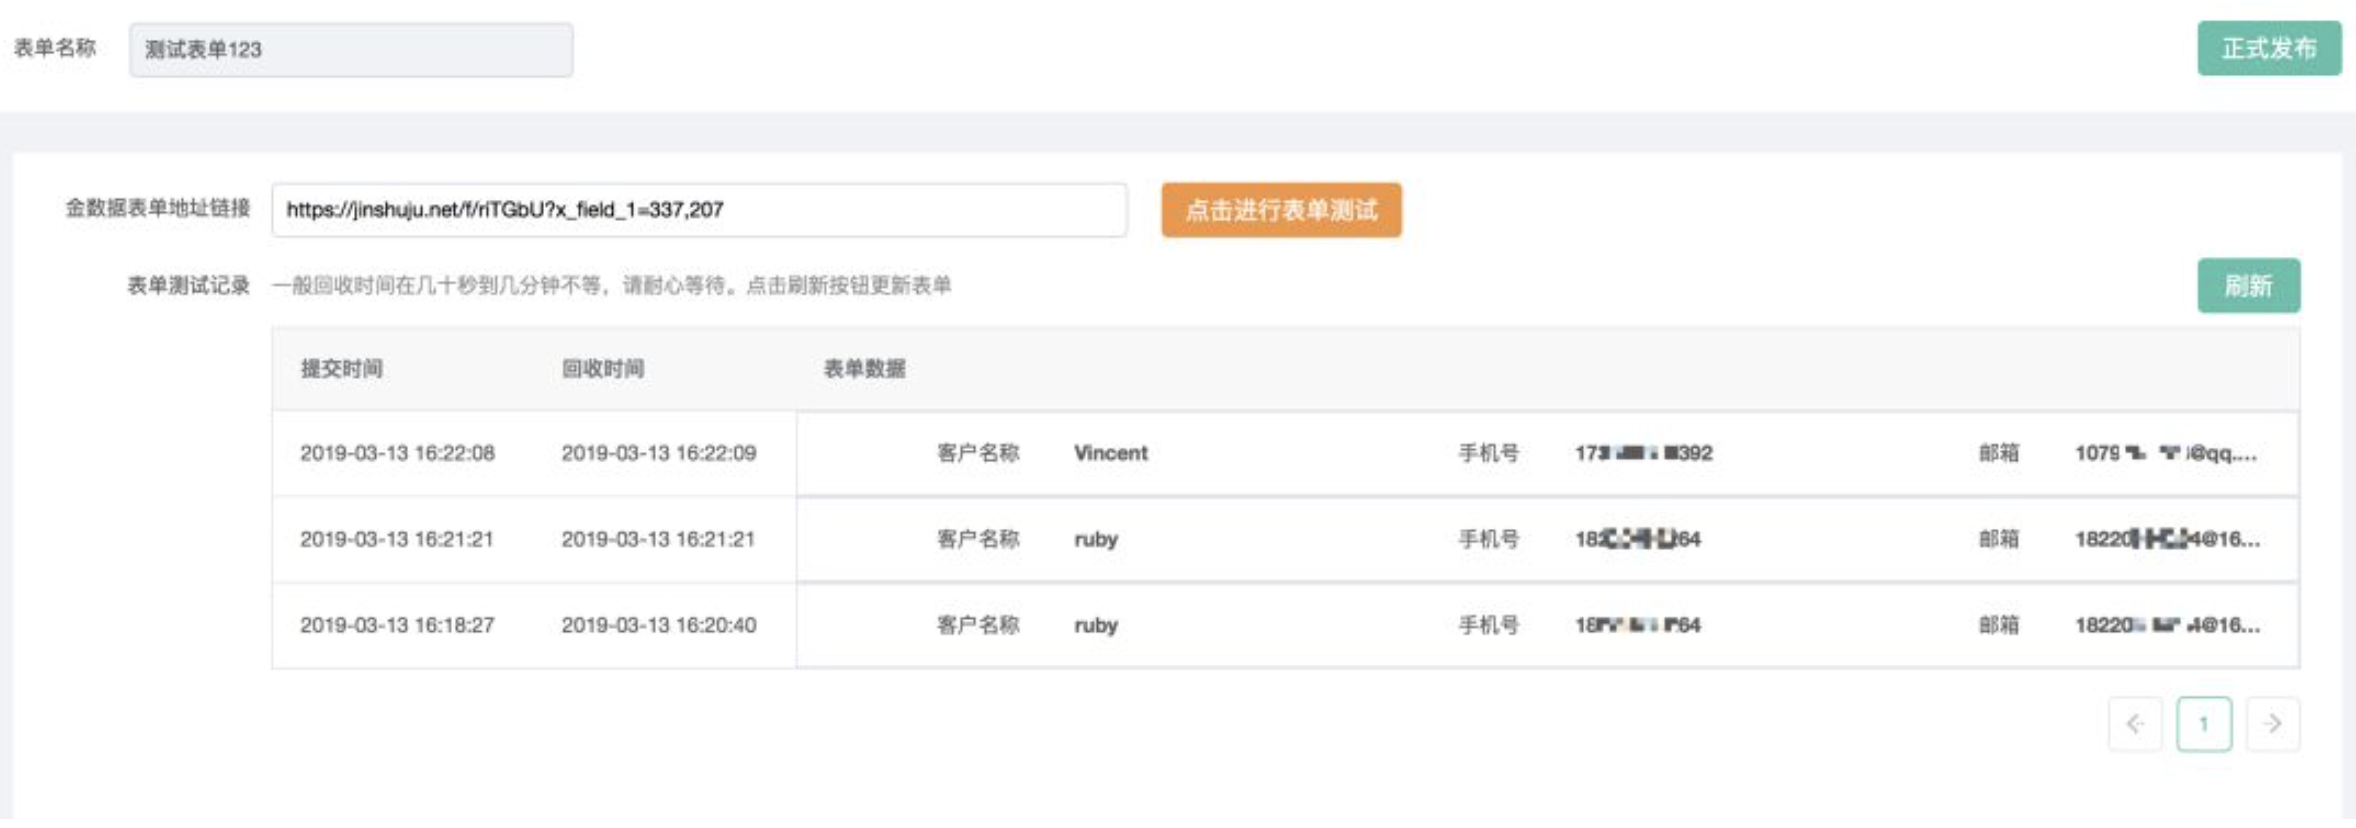 表单名称 测试表单123 正式发布
金数据表单地址链接 https://jinshuju.net/f/riTGbU?x_field_1=337,207 点击进行表单测试
表单测试记录 一般回收时间在几十秒到几分钟不等，请耐心等待。点击刷新按钮更新表单 刷新
提交时间 回收时间 表单数据
2019-03-13 16:22:08 2019-03-13 16:22:09 客户名称 Vincent 手机号 173 392 邮箱 1079 @qq....
2019-03-13 16:21:21 2019-03-13 16:21:21 客户名称 ruby 手机号 182 264 邮箱 18220 4@16...
2019-03-13 16:18:27 2019-03-13 16:20:40 客户名称 ruby 手机号 18 64 邮箱 18220 4@16...
1